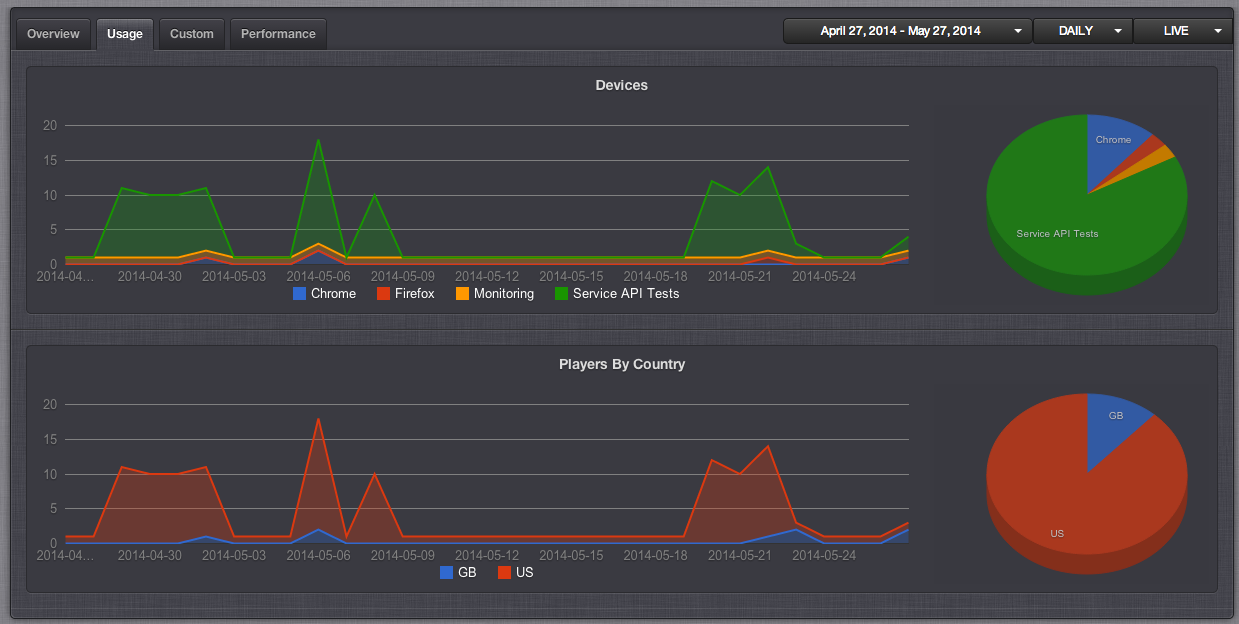 Overview Usage Custom Performance April 27, 2014 - May 27, 2014 DAILY LIVE
Devices
20
15
10
5
0
2014-04... 2014-04-30 2014-05-03 2014-05-06 2014-05-09 2014-05-12 2014-05-15 2014-05-18 2014-05-21 2014-05-24
Chrome Firefox Monitoring Service API Tests
Chrome
Service API Tests
Players By Country
20
15
10
5
0
2014-04... 2014-04-30 2014-05-03 2014-05-06 2014-05-09 2014-05-12 2014-05-15 2014-05-18 2014-05-21 2014-05-24
GB US
GB
US